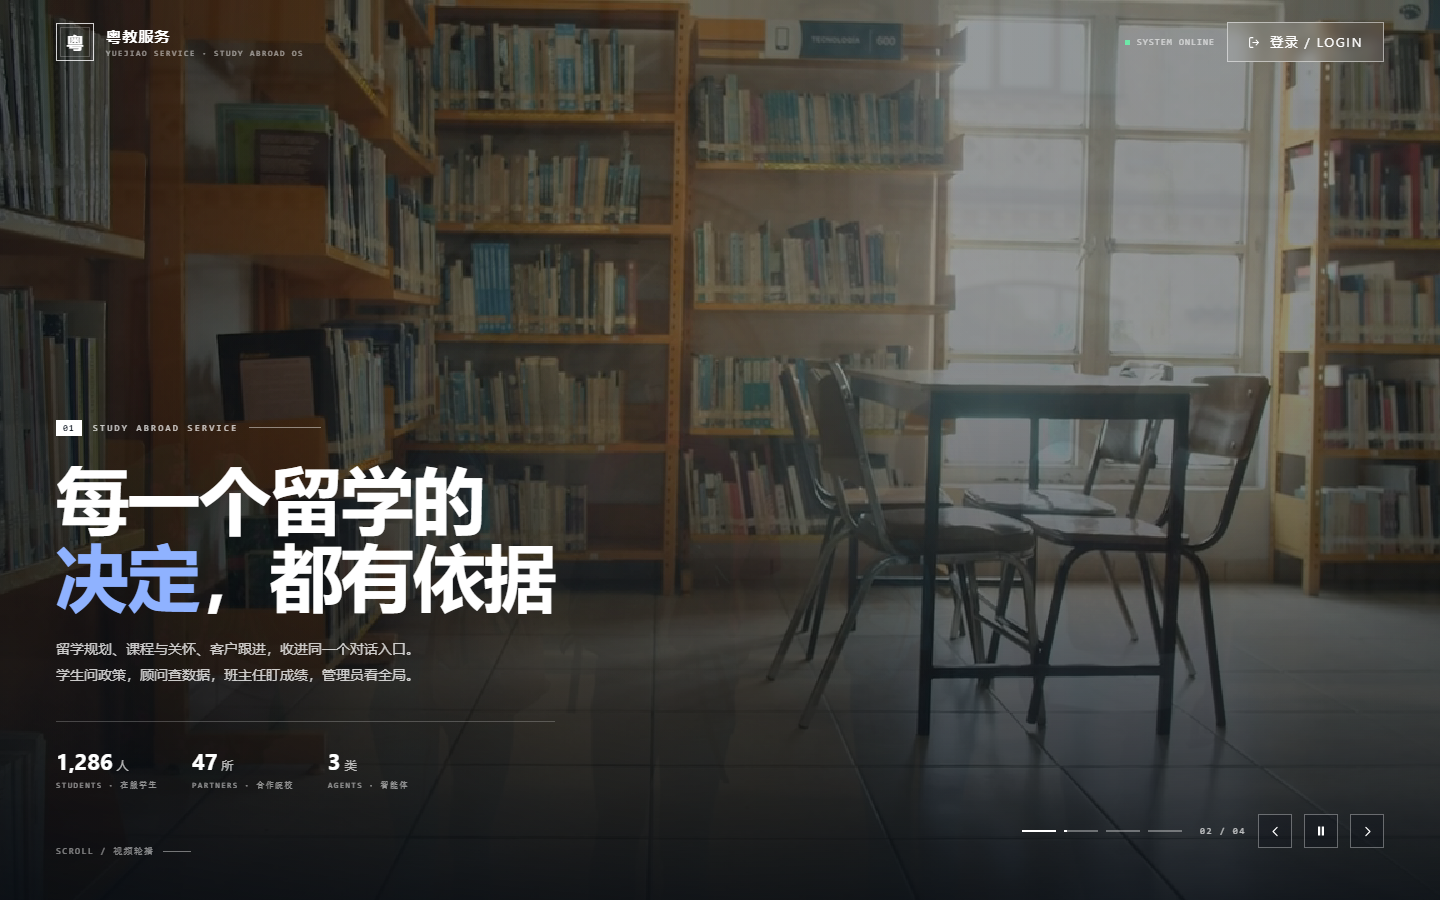 粤
粤教服务
YUEJIAO SERVICE · STUDY ABROAD OS
SYSTEM ONLINE
登录 / LOGIN
TECNOLOGIA
600
01
STUDY ABROAD SERVICE
每一个留学的
决定，都有依据
留学规划、课程与关怀、客户跟进，收进同一个对话入口。
学生问政策，顾问查数据，班主任盯成绩，管理员看全局。
1,286 人
STUDENTS · 在服学生
47 所
PARTNERS · 合作院校
3 类
AGENTS · 智能体
02 / 04
SCROLL / 视频轮播